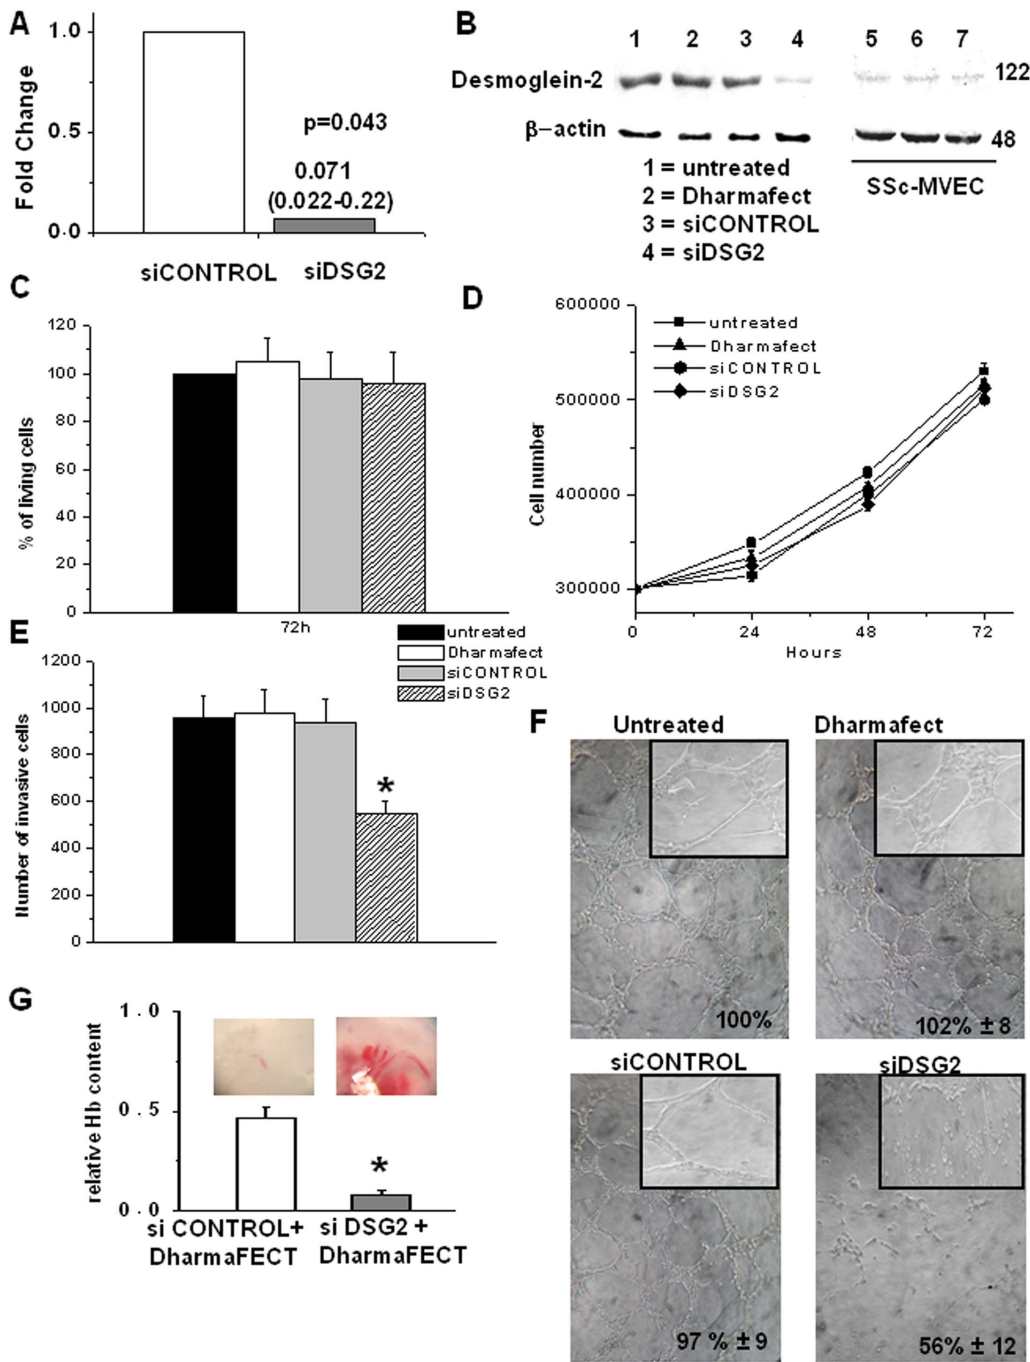 A
1.0
0.5
0.0
Fold Change
p=0.043
0.071
(0.022-0.22)
siCONTROL siDSG2
B
1 2 3 4 5 6 7
Desmoglein-2
122
β−actin
48
SSc-MVEC
1 = untreated
2 = Dharmafect
3 = siCONTROL
4 = siDSG2
C
120
100
80
60
40
20
0
% of living cells
72h
D
600000
500000
400000
300000
Cell number
untreated
Dharmafect
siCONTROL
siDSG2
0 24 48 72
Hours
E
untreated
Dharmafect
siCONTROL
siDSG2
1200
1000
800
600
400
200
0
Number of invasive cells
*
F
Untreated
Dharmafect
100%
102% ± 8
siCONTROL
siDSG2
97 % ± 9
56% ± 12
G
1.0
0.5
0.0
relative Hb content
*
si CONTROL+
DharmaFECT
si DSG2 +
DharmaFECT